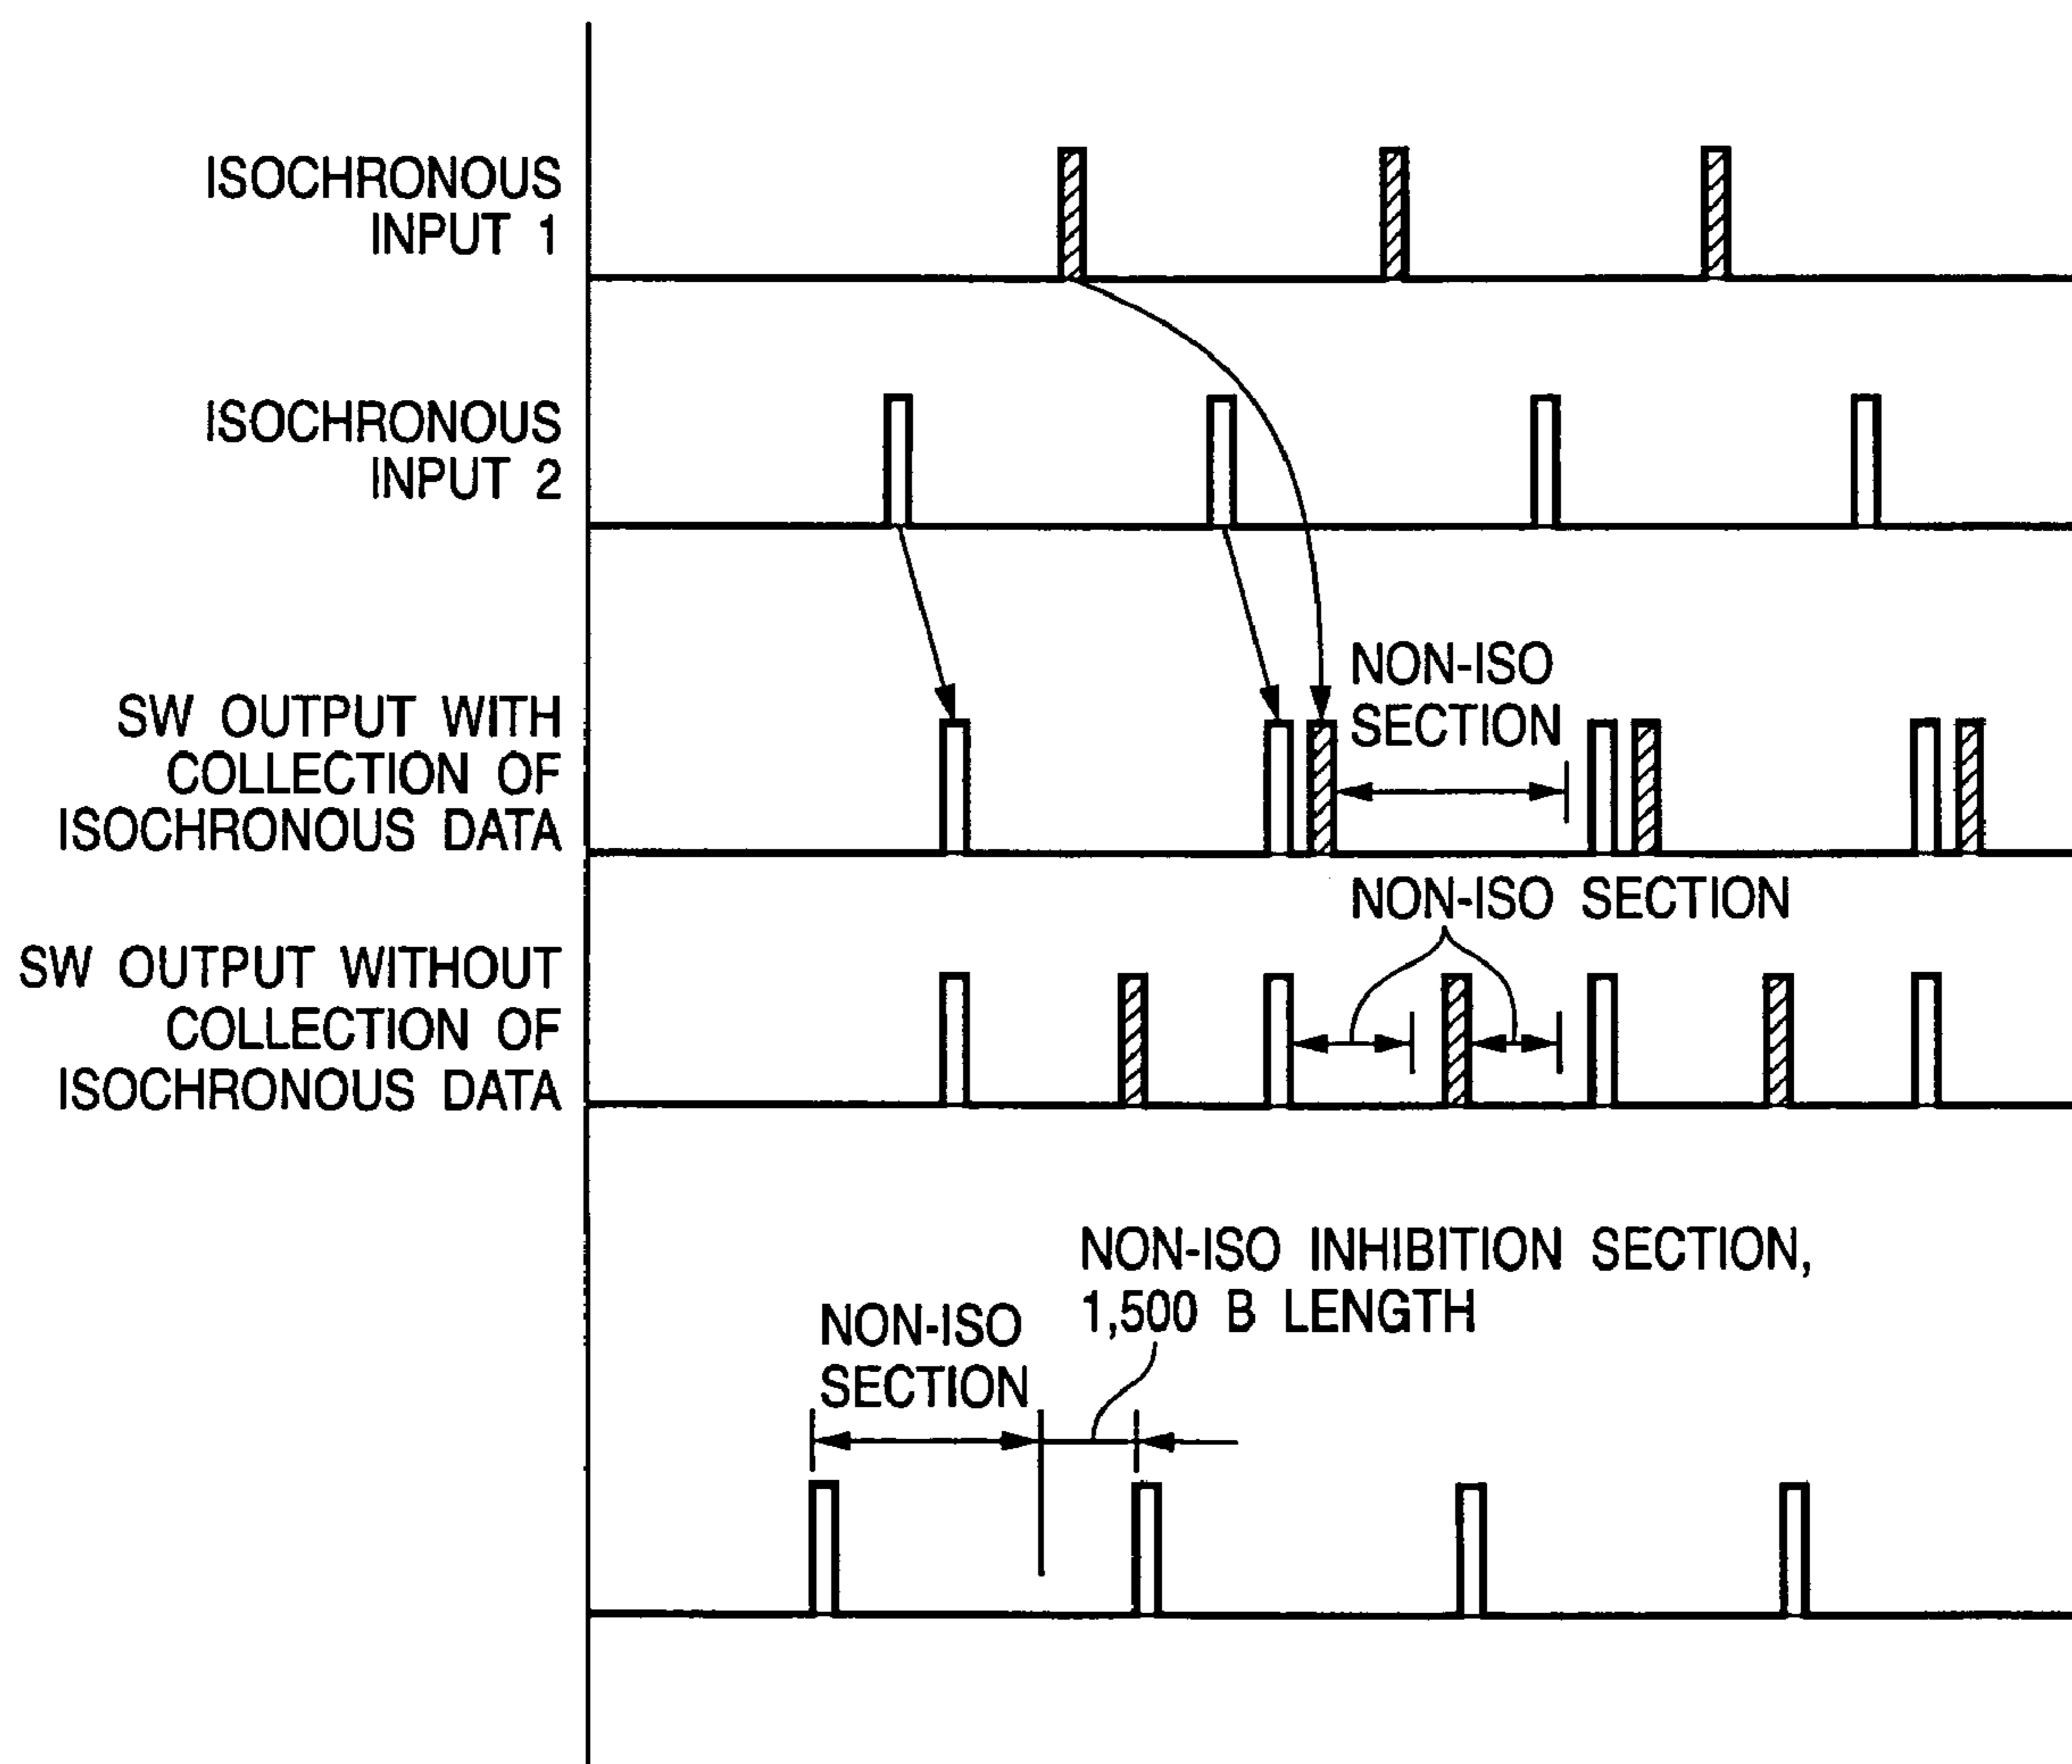 ISOCHRONOUS
INPUT 1
ISOCHRONOUS
INPUT 2
NON-ISO
SECTION
SW OUTPUT WITH
COLLECTION OF
ISOCHRONOUS DATA
NON-ISO SECTION
SW OUTPUT WITHOUT
COLLECTION OF
ISOCHRONOUS DATA
NON-ISO INHIBITION SECTION,
1,500 B LENGTH
NON-ISO
SECTION